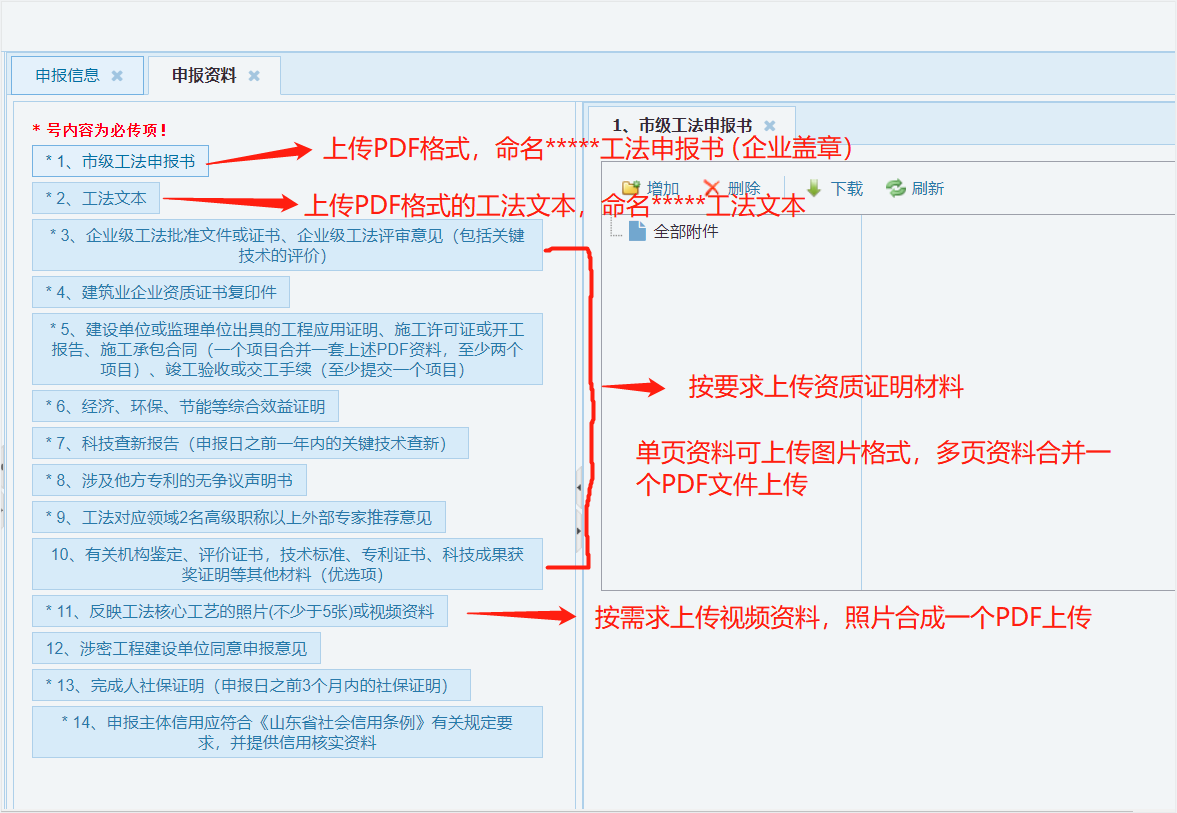 申报信息
申报资料
* 号内容为必传项！
* 1、市级工法申报书
* 2、工法文本
* 3、企业级工法批准文件或证书、企业级工法评审意见（包括关键
技术的评价）
* 4、建筑业企业资质证书复印件
* 5、建设单位或监理单位出具的工程应用证明、施工许可证或开工
报告、施工承包合同（一个项目合并一套上述PDF资料，至少两个
项目）、竣工验收或交工手续（至少提交一个项目）
* 6、经济、环保、节能等综合效益证明
* 7、科技查新报告（申报日之前一年内的关键技术查新）
* 8、涉及他方专利的无争议声明书
* 9、工法对应领域2名高级职称以上外部专家推荐意见
10、有关机构鉴定、评价证书，技术标准、专利证书、科技成果获
奖证明等其他材料（优选项）
* 11、反映工法核心工艺的照片(不少于5张)或视频资料
12、涉密工程建设单位同意申报意见
* 13、完成人社保证明（申报日之前3个月内的社保证明）
* 14、申报主体信用应符合《山东省社会信用条例》有关规定要
求，并提供信用核实资料
1、市级工法申报书
上传PDF格式，命名*****工法申报书（企业盖章）
增加
删除
下载
刷新
上传PDF格式的工法文本，命名*****工法文本
全部附件
按要求上传资质证明材料
单页资料可上传图片格式，多页资料合并一
个PDF文件上传
按需求上传视频资料，照片合成一个PDF上传